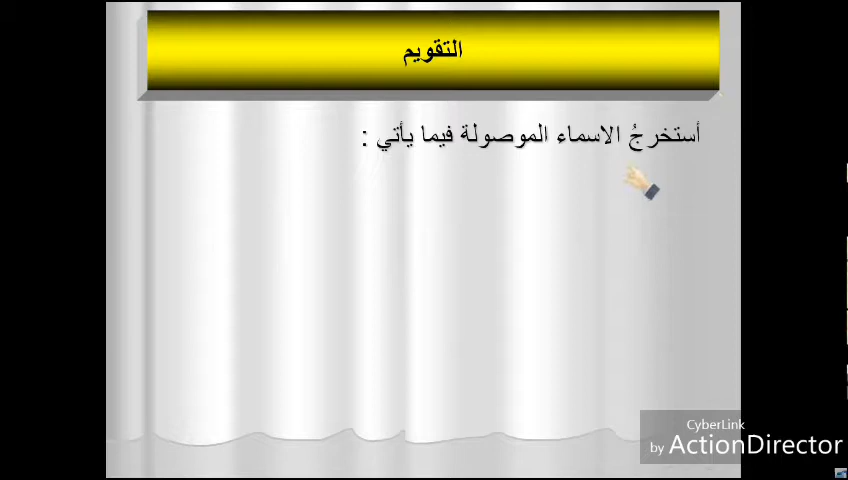 التقويم
أستخرجُ الاسماء الموصولة فيما يأتي :
CyberLink
by ActionDirector